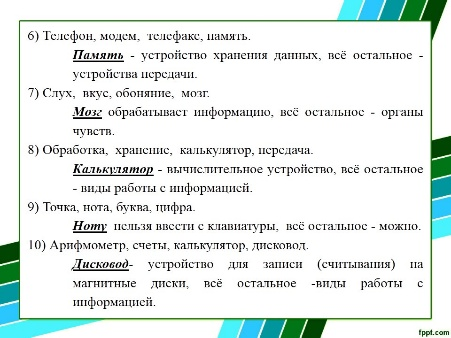 6) Телефон, модем, телефакс, память.
Память - устройство хранения данных, всё остальное -
устройства передачи.
7) Слух, вкус, обоняние, мозг.
Мозг обрабатывает информацию, всё остальное - органы
чувств.
8) Обработка, хранение, калькулятор, передача.
Калькулятор - вычислительное устройство, всё остальное
- виды работы с информацией.
9) Точка, нота, буква, цифра.
Ноту нельзя ввести с клавиатуры, всё остальное - можно.
10) Арифмометр, счеты, калькулятор, дисковод.
Дисковод- устройство для записи (считывания) на
магнитные диски, всё остальное -виды работы с
информацией.
fppt.com